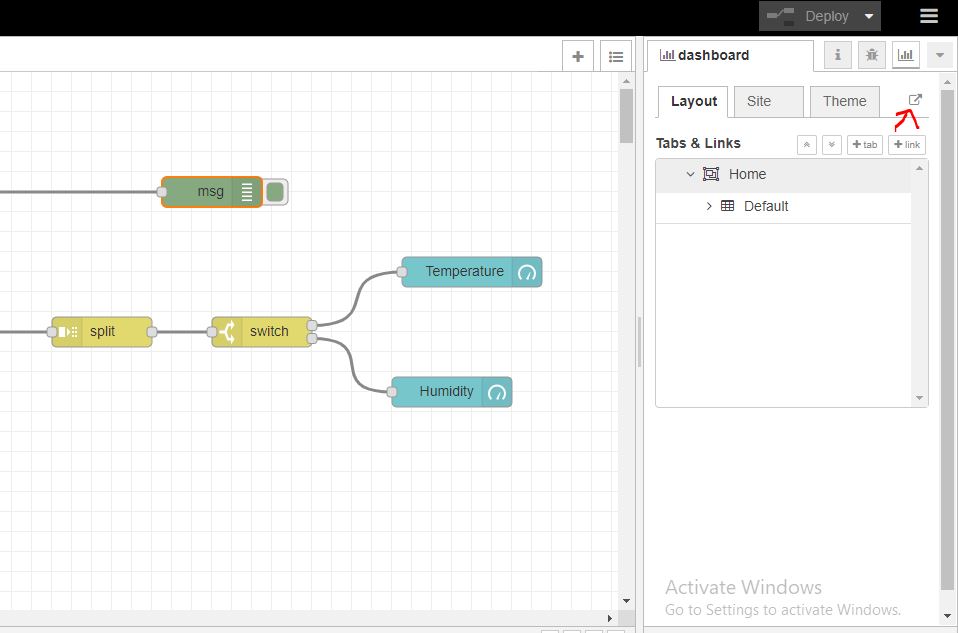 Deploy
dashboard
i
Layout
Site
Theme
Tabs & Links
+ tab
+ link
Home
Default
msg
Temperature
split
switch
Humidity
Activate Windows
Go to Settings to activate Windows.